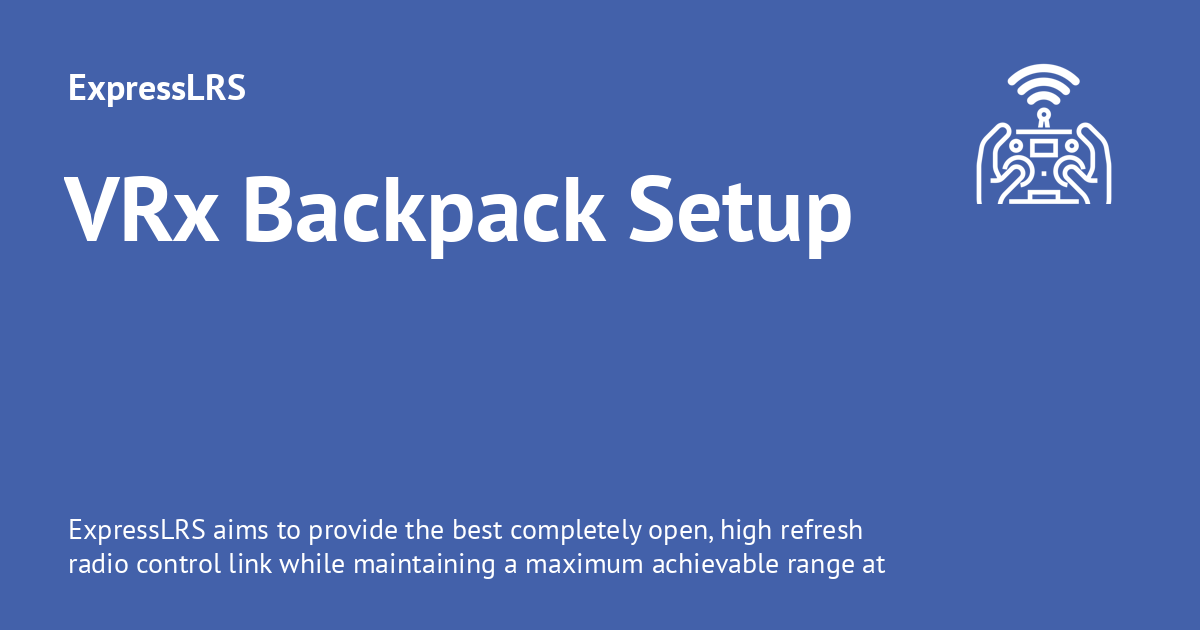 ExpressLRS
VRx Backpack Setup
ExpressLRS aims to provide the best completely open, high refresh
radio control link while maintaining a maximum achievable range at